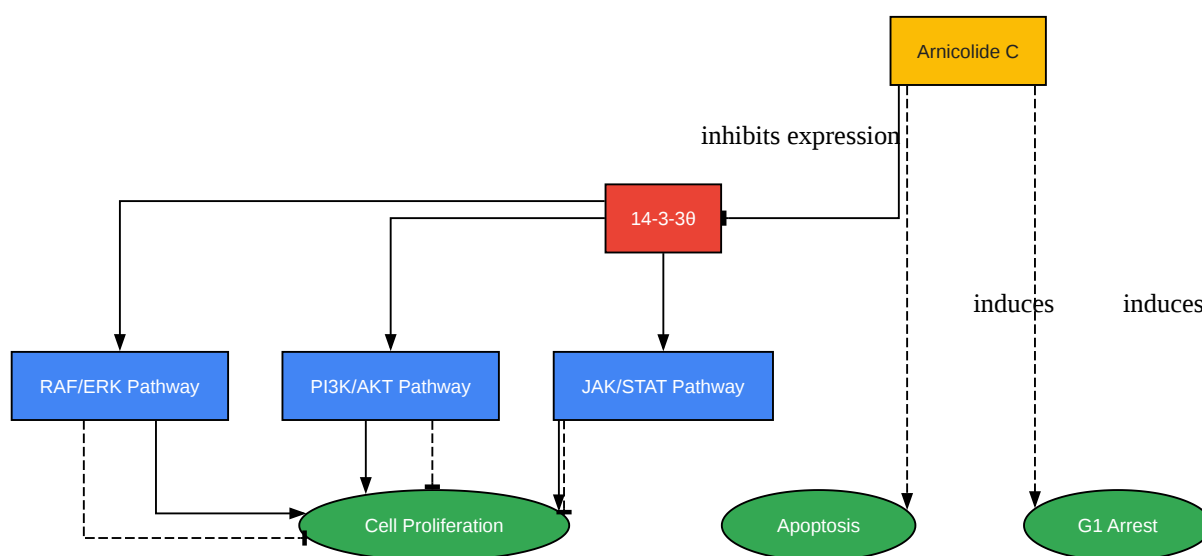 Arnicolide C
inhibits expression
14-3-3θ
induces
induces
RAF/ERK Pathway
PI3K/AKT Pathway
JAK/STAT Pathway
Cell Proliferation
Apoptosis
G1 Arrest